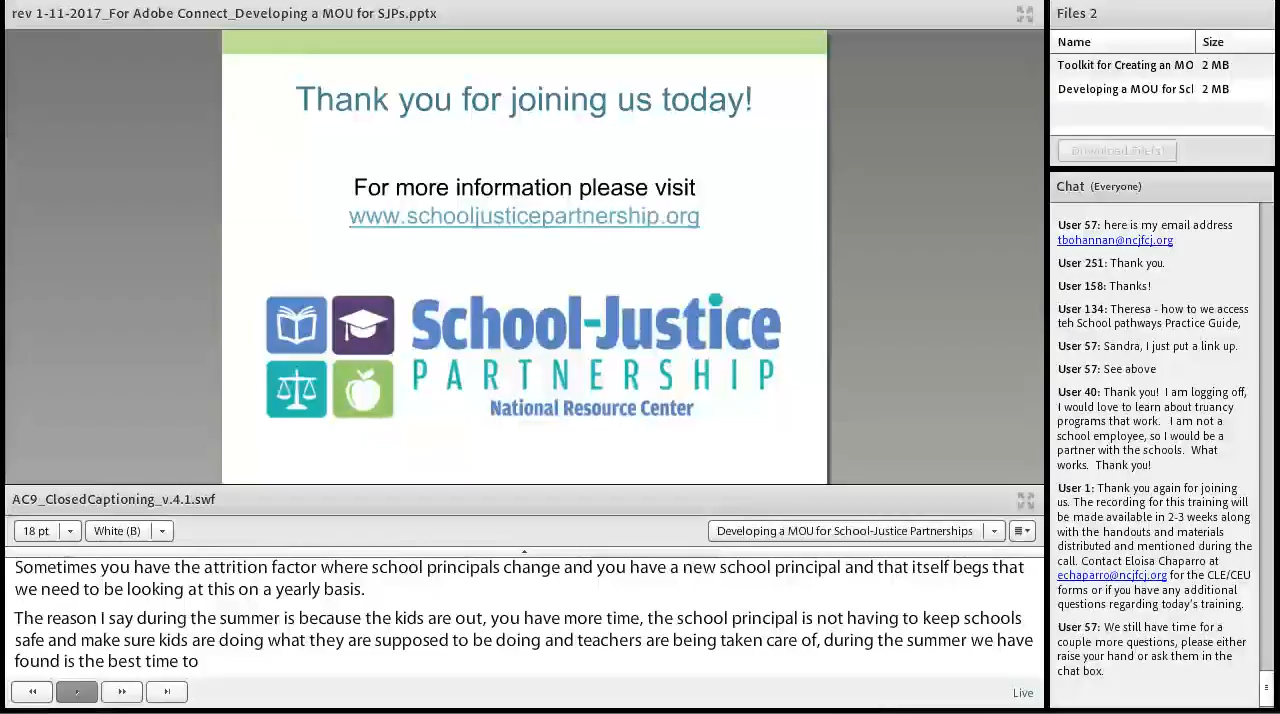 rev 1-11-2017_For Adobe Connect_Developing a MOU for SJPs.pptx
Thank you for joining us today!
For more information please visit
www.schooljusticepartnership.org
School-Justice
PARTNERSHIP
National Resource Center
AC9_ClosedCaptioning_v.4.1.swf
18 pt
White (B)
Developing a MOU for School-Justice Partnerships
Sometimes you have the attrition factor where school principals change and you have a new school principal and that itself begs that
we need to be looking at this on a yearly basis.
The reason I say during the summer is because the kids are out, you have more time, the school principal is not having to keep schools
safe and make sure kids are doing what they are supposed to be doing and teachers are being taken care of, during the summer we have
found is the best time to
Live
Files 2
Name Size
Toolkit for Creating an MO 2 MB
Developing a MOU for Scl 2 MB
Download File(s)
Chat (Everyone)
User 57: here is my email address
tbohannan@ncjfcj.org
User 251: Thank you.
User 158: Thanks!
User 134: Theresa - how to we access
teh School pathways Practice Guide,
User 57: Sandra, I just put a link up.
User 57: See above
User 40: Thank you! I am logging off,
I would love to learn about truancy
programs that work. I am not a
school employee, so I would be a
partner with the schools. What
works. Thank you!
User 1: Thank you again for joining
us. The recording for this training will
be made available in 2-3 weeks along
with the handouts and materials
distributed and mentioned during the
call. Contact Eloisa Chaparro at
echaparro@ncjfcj.org for the CLE/CEU
forms or if you have any additional
questions regarding today's training.
User 57: We still have time for a
couple more questions, please either
raise your hand or ask them in the
chat box.